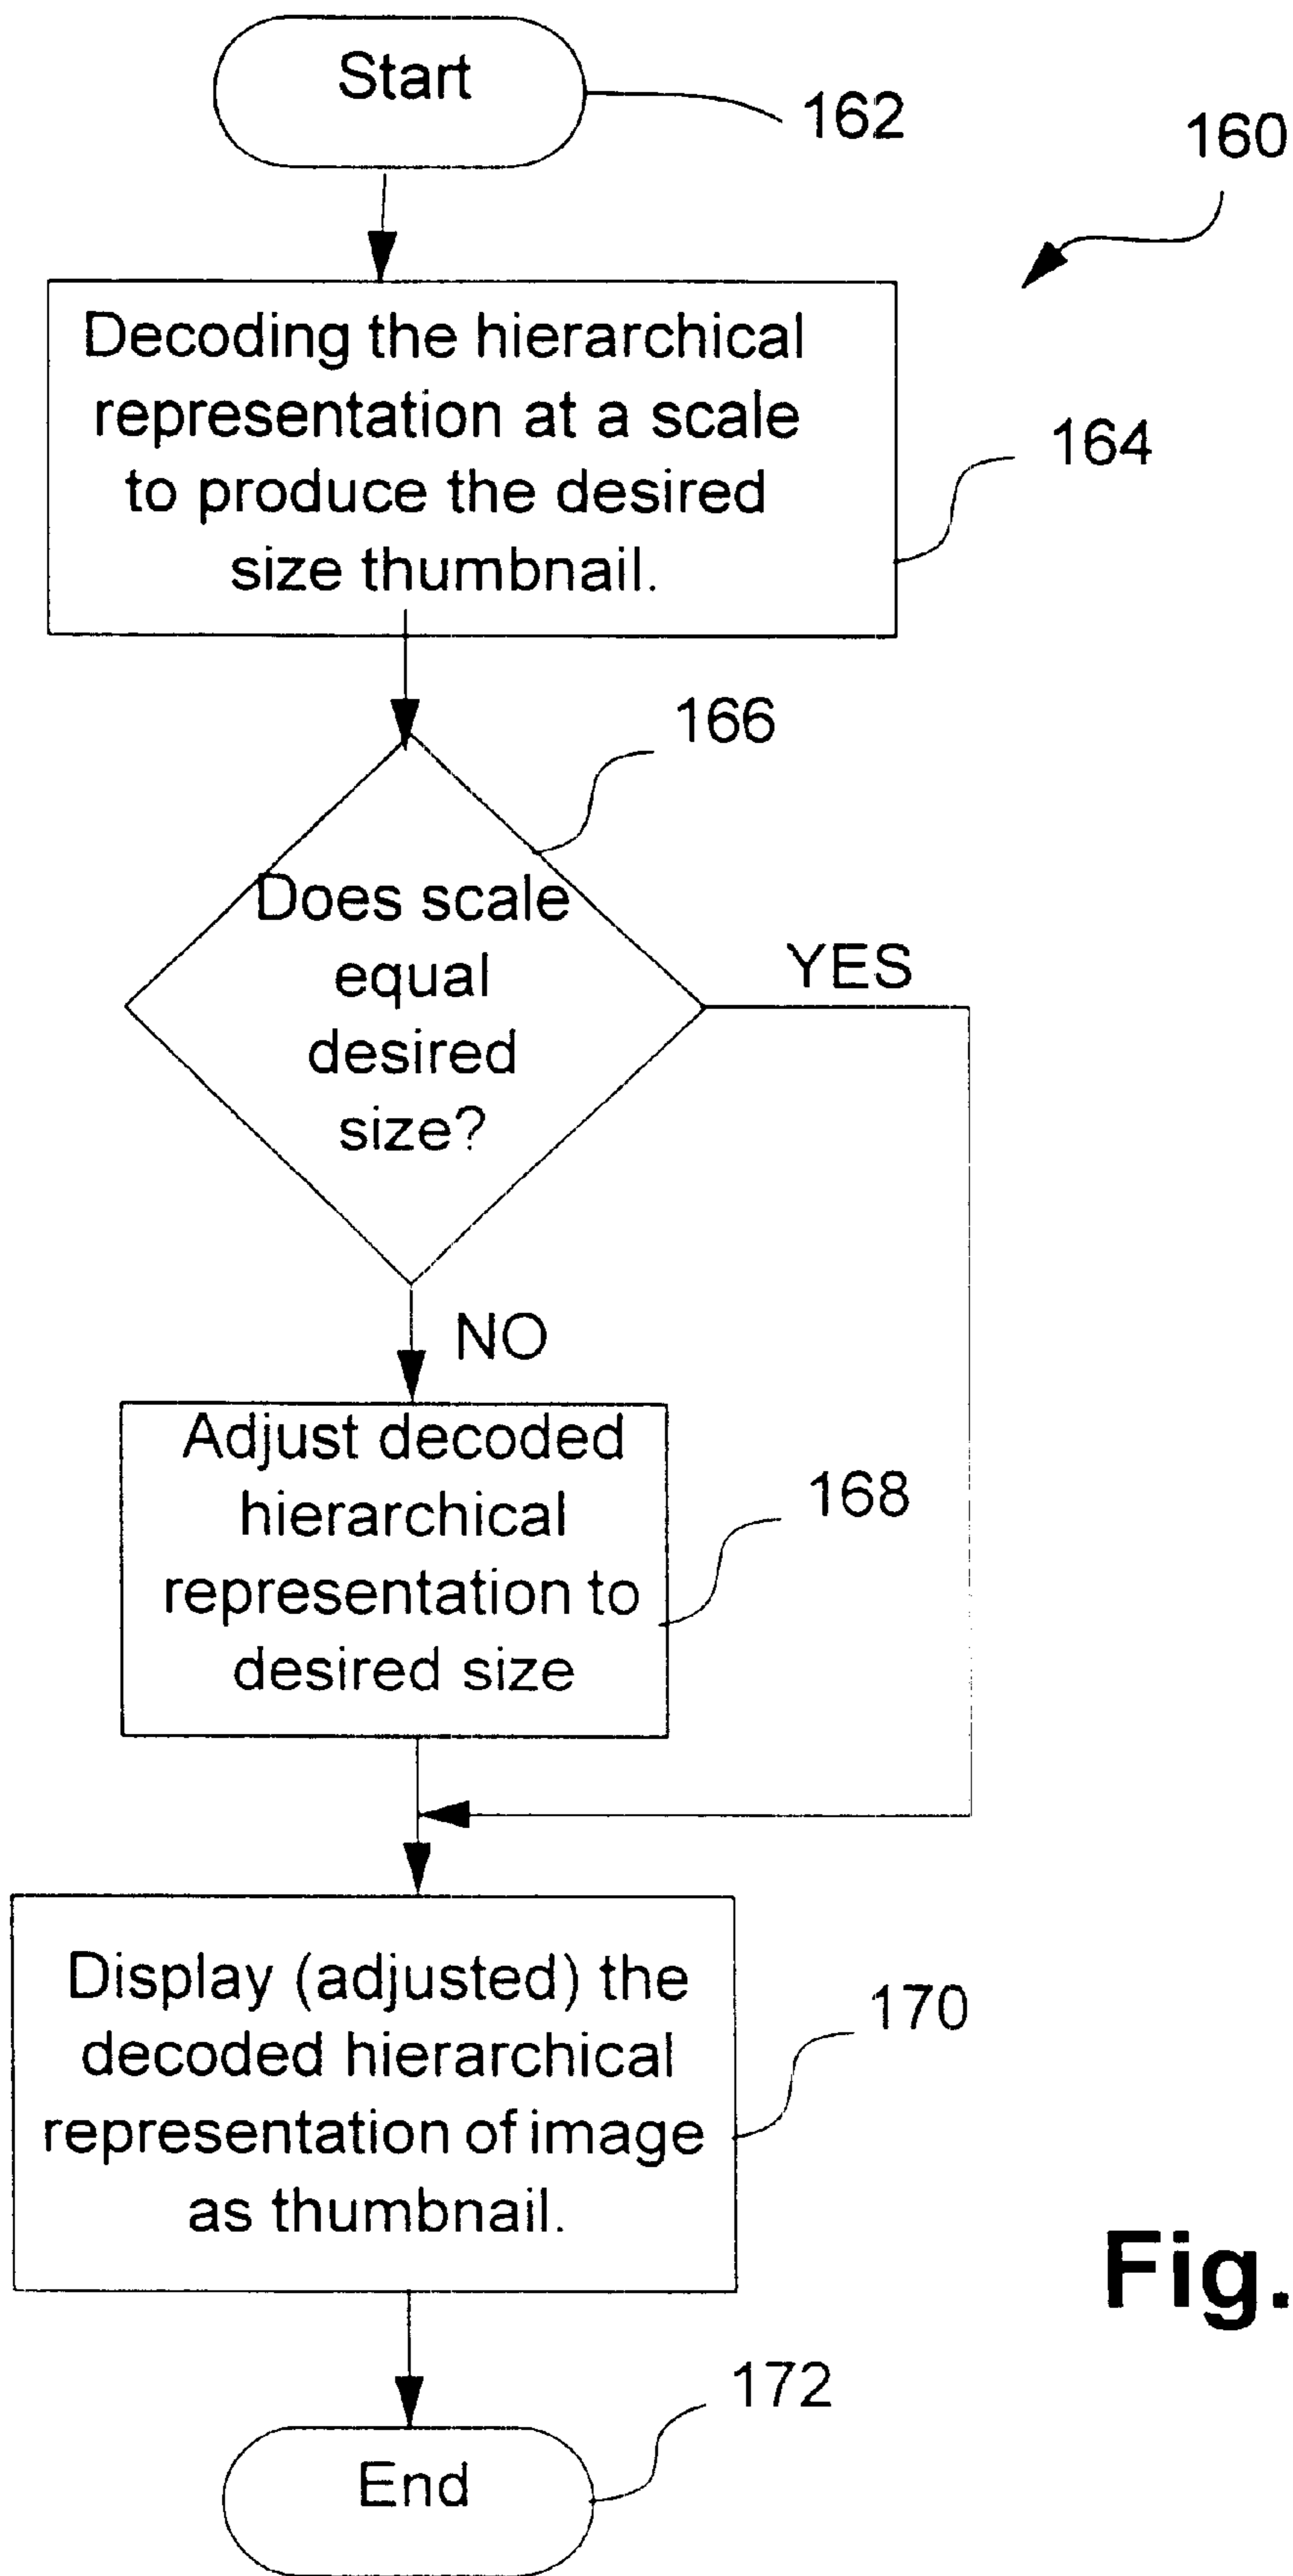 Start
162
160
Decoding the hierarchical
representation at a scale
to produce the desired
size thumbnail.
164
166
Does scale
equal
desired
size?
YES
NO
Adjust decoded
hierarchical
representation to
desired size
168
Display (adjusted) the
decoded hierarchical
representation of image
as thumbnail.
170
Fig.
172
End